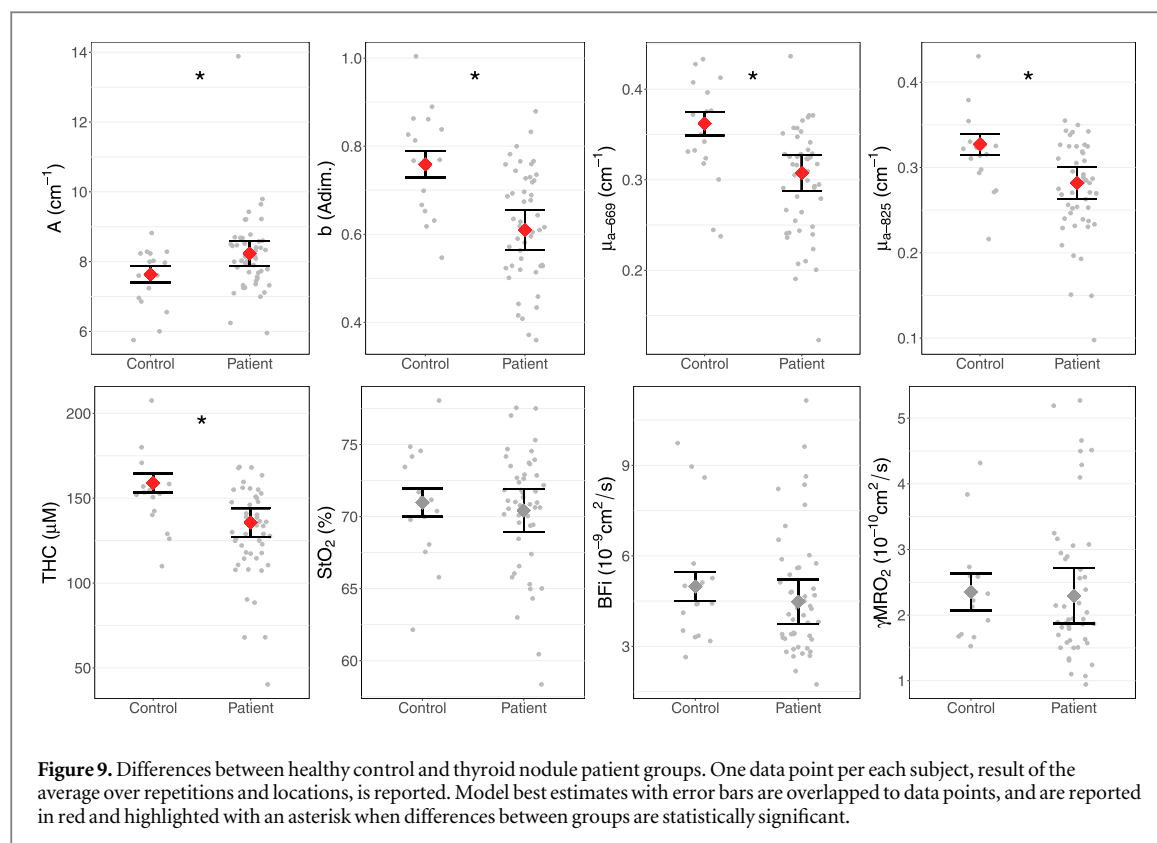 14
12
10
8
6
A (cm⁻¹)
*
Control Patient
1.0
0.8
0.6
0.4
b (Adim.)
*
Control Patient
0.4
0.3
0.2
μa−669 (cm⁻¹)
*
Control Patient
0.4
0.3
0.2
0.1
μa−825 (cm⁻¹)
*
Control Patient
200
150
100
50
THC (μM)
*
Control Patient
75
70
65
60
StO₂ (%)
Control Patient
9
6
3
BFi (10⁻⁹cm²/s)
Control Patient
5
4
3
2
1
γMRO₂ (10⁻¹⁰cm²/s)
Control Patient
Figure 9. Differences between healthy control and thyroid nodule patient groups. One data point per each subject, result of the
average over repetitions and locations, is reported. Model best estimates with error bars are overlapped to data points, and are reported
in red and highlighted with an asterisk when differences between groups are statistically significant.